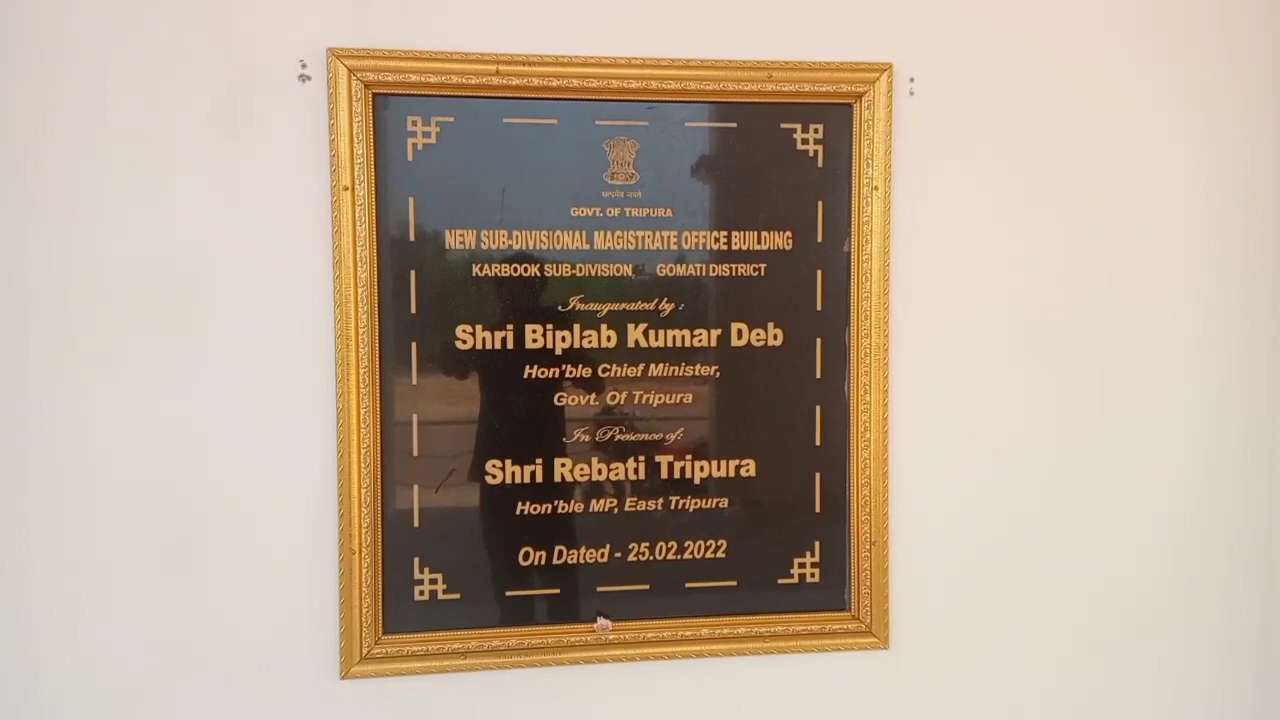 सत्यमेव जयते
GOVT. OF TRIPURA
NEW SUB-DIVISIONAL MAGISTRATE OFFICE BUILDING
KARBOOK SUB-DIVISION, GOMATI DISTRICT
Inaugurated by :
Shri Biplab Kumar Deb
Hon'ble Chief Minister,
Govt. Of Tripura
In Presence of:
Shri Rebati Tripura
Hon'ble MP, East Tripura
On Dated - 25.02.2022